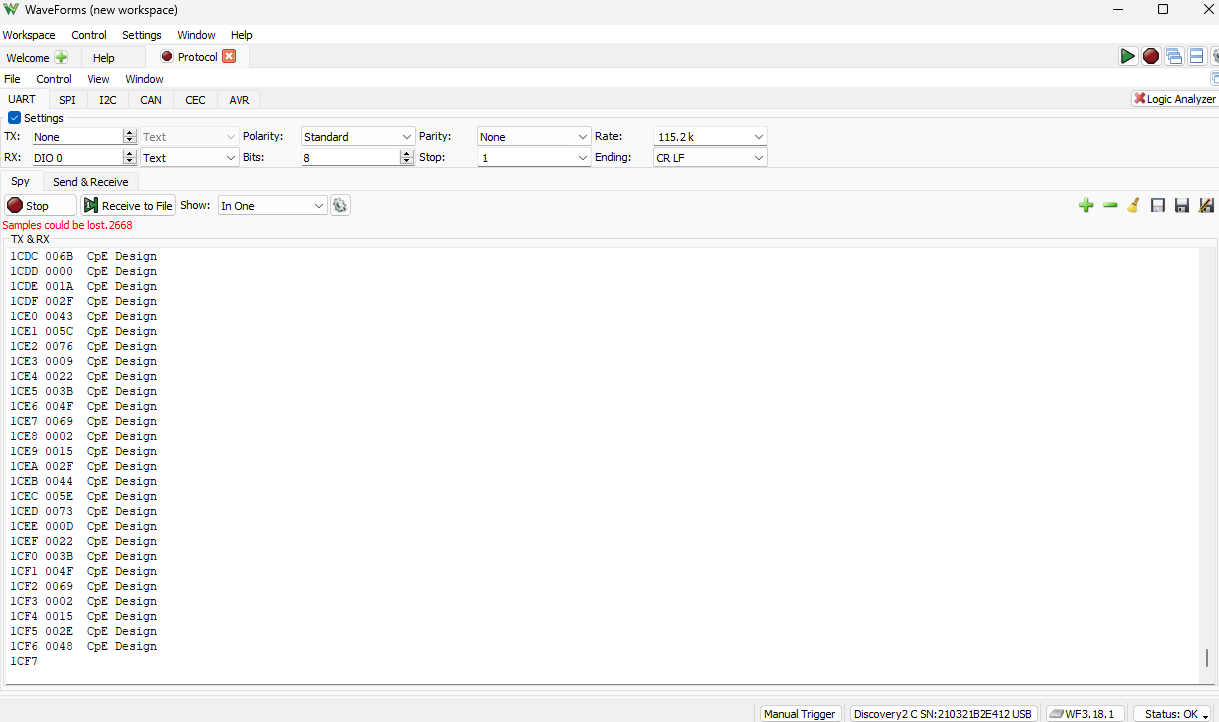 WaveForms (new workspace)
Workspace Control Settings Window Help
Welcome Help Protocol
File Control View Window
UART SPI I2C CAN CEC AVR Logic Analyzer
Settings
TX: None Text Polarity: Standard Parity: None Rate: 115.2 k
RX: DIO 0 Text Bits: 8 Stop: 1 Ending: CR LF
Spy Send & Receive
Stop Receive to File Show: In One
Samples could be lost.2668
TX & RX
1CDC 006B CpE Design
1CDD 0000 CpE Design
1CDE 001A CpE Design
1CDF 002F CpE Design
1CE0 0043 CpE Design
1CE1 005C CpE Design
1CE2 0076 CpE Design
1CE3 0009 CpE Design
1CE4 0022 CpE Design
1CE5 003B CpE Design
1CE6 004F CpE Design
1CE7 0069 CpE Design
1CE8 0002 CpE Design
1CE9 0015 CpE Design
1CEA 002F CpE Design
1CEB 0044 CpE Design
1CEC 005E CpE Design
1CED 0073 CpE Design
1CEE 000D CpE Design
1CEF 0022 CpE Design
1CF0 003B CpE Design
1CF1 004F CpE Design
1CF2 0069 CpE Design
1CF3 0002 CpE Design
1CF4 0015 CpE Design
1CF5 002E CpE Design
1CF6 0048 CpE Design
1CF7
Manual Trigger Discovery2 C SN:210321B2E412 USB WF3.18.1 Status: OK